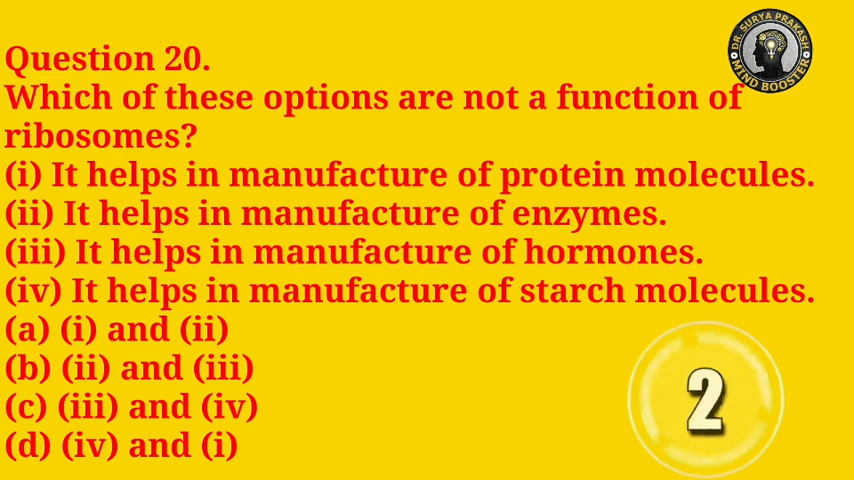 DR. SURYA PRAKASH
MIND BOOSTER
Question 20.
Which of these options are not a function of
ribosomes?
(i) It helps in manufacture of protein molecules.
(ii) It helps in manufacture of enzymes.
(iii) It helps in manufacture of hormones.
(iv) It helps in manufacture of starch molecules.
(a) (i) and (ii)
(b) (ii) and (iii)
(c) (iii) and (iv)
(d) (iv) and (i)
2